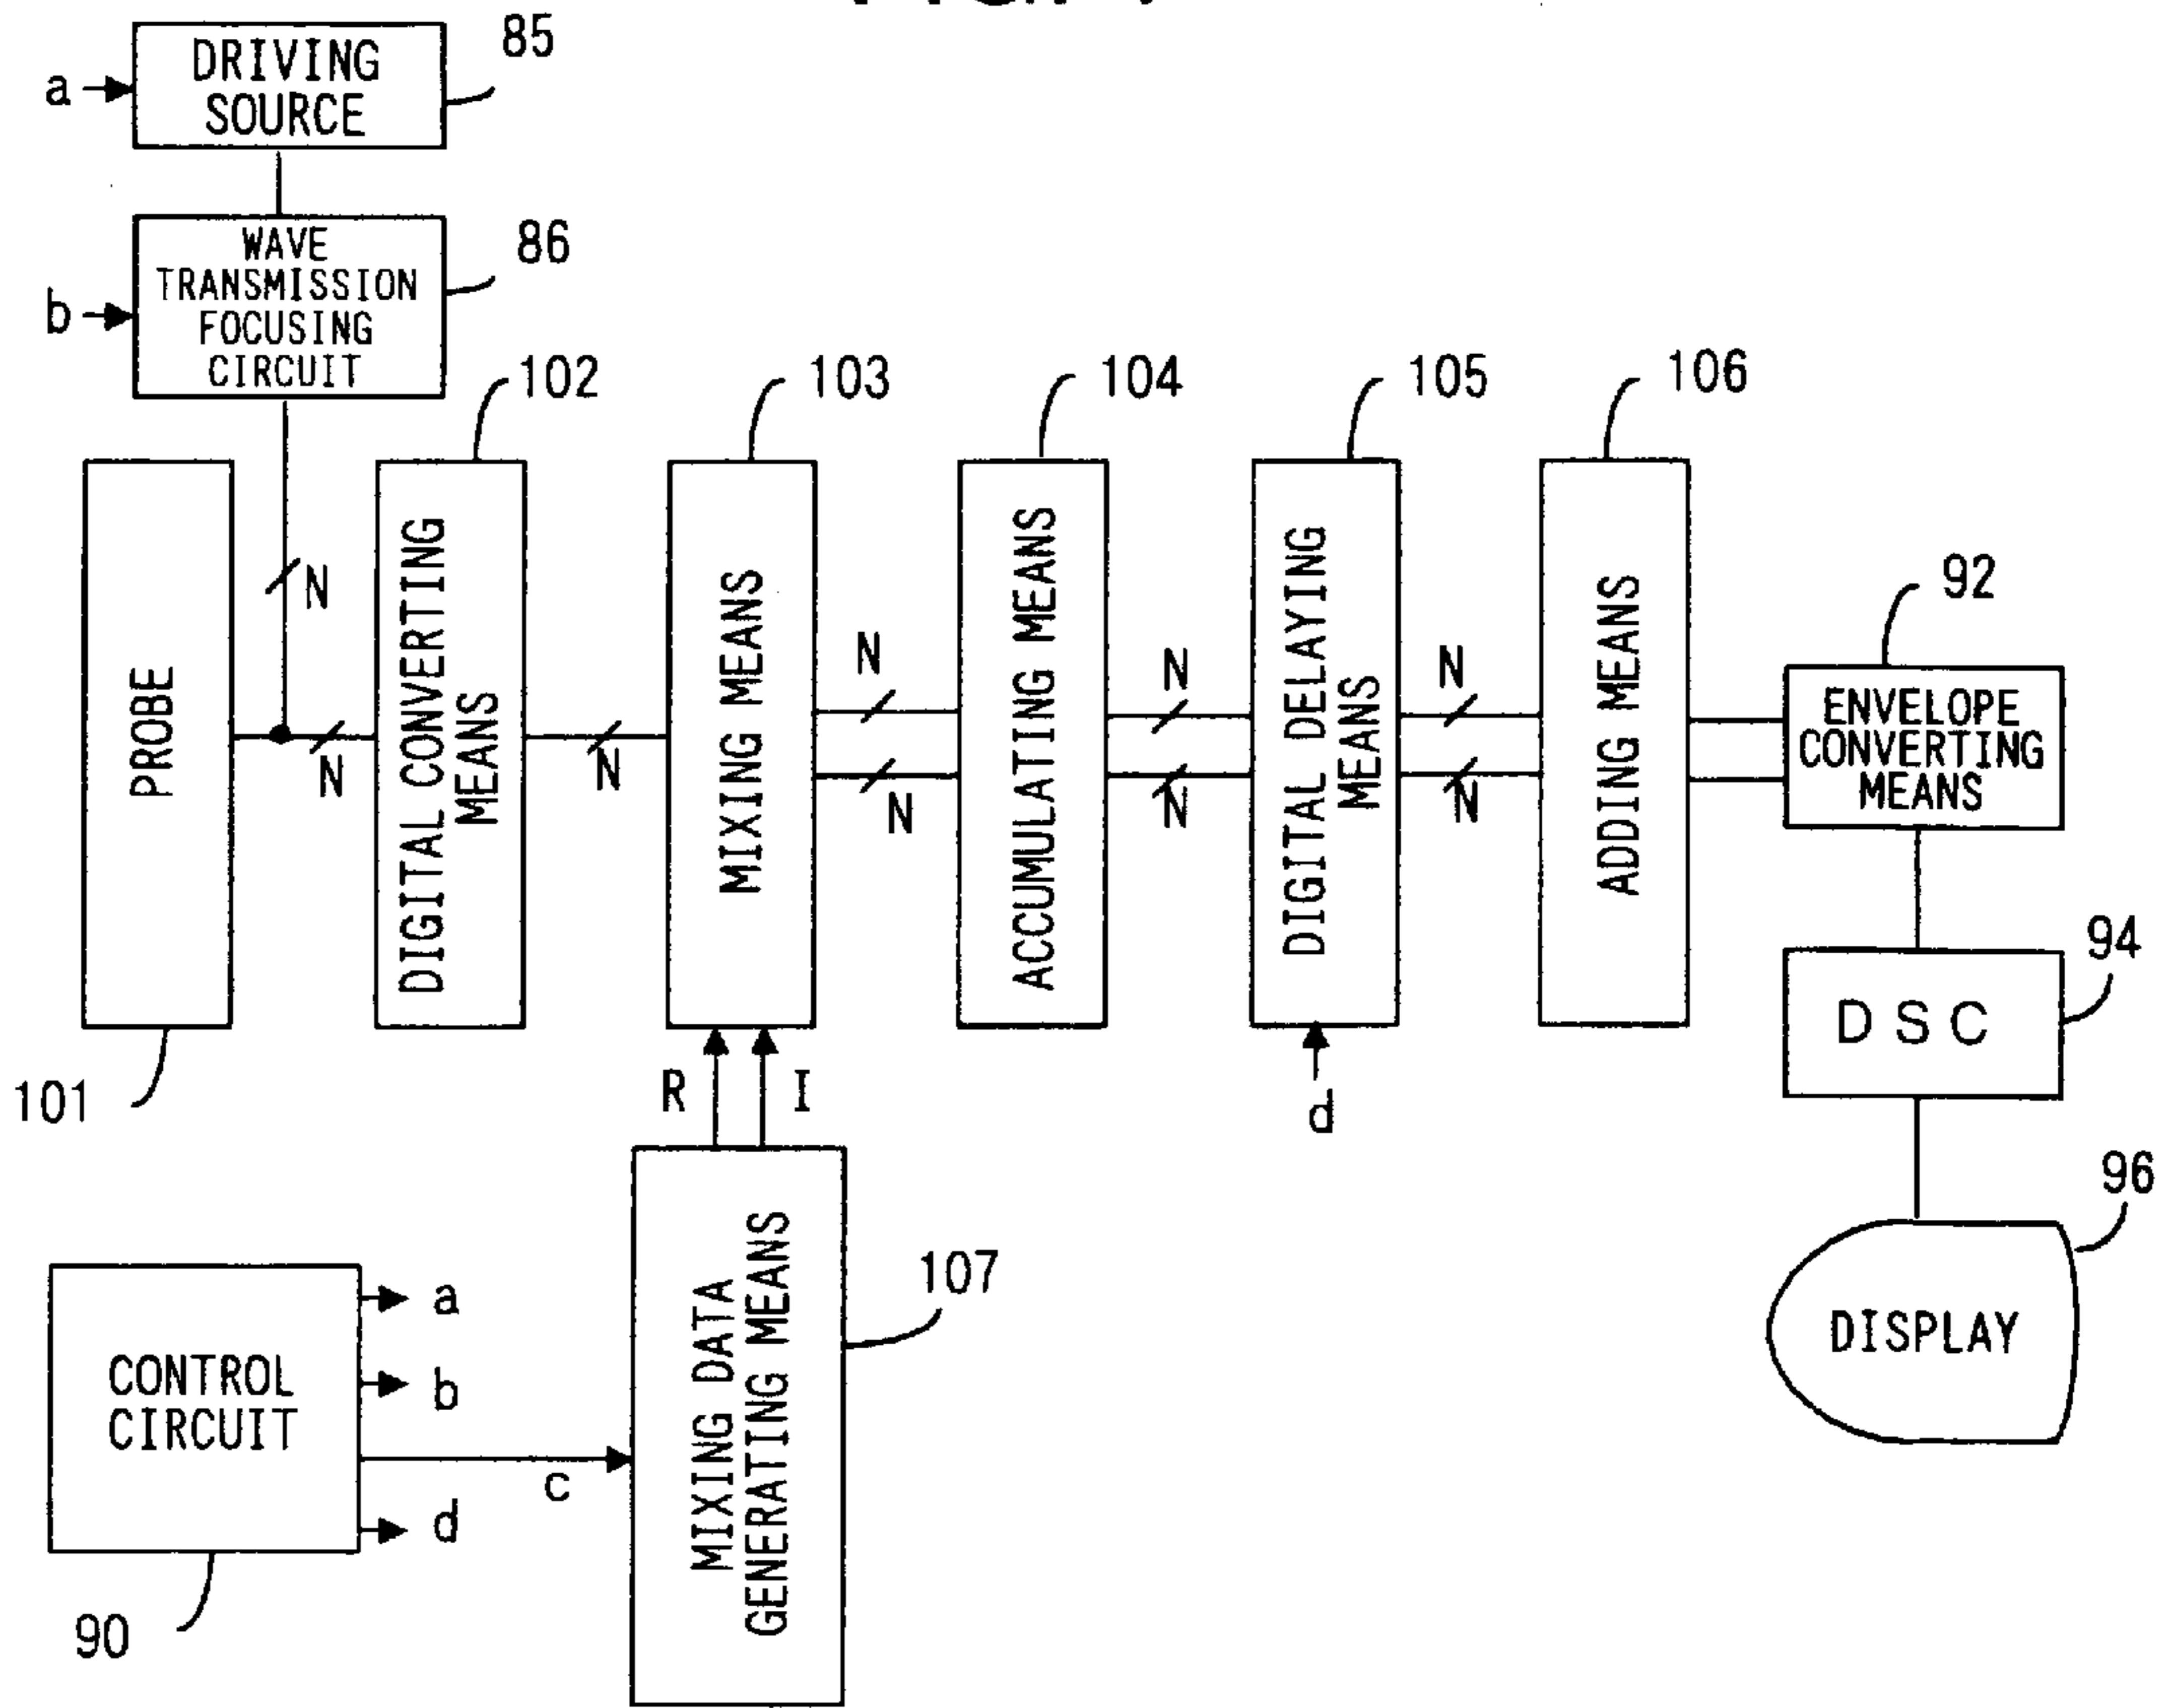 85
DRIVING
SOURCE
a
86
WAVE
TRANSMISSION
FOCUSING
CIRCUIT
b
102
103
104
105
106
N
PROBE
N
DIGITAL CONVERTING
MEANS
N
MIXING MEANS
N
N
ACCUMULATING MEANS
N
N
DIGITAL DELAYING
MEANS
N
N
ADDING MEANS
92
ENVELOPE
CONVERTING
MEANS
94
DSC
101
R
I
d
96
DISPLAY
107
MIXING DATA
GENERATING MEANS
CONTROL
CIRCUIT
a
b
c
d
90